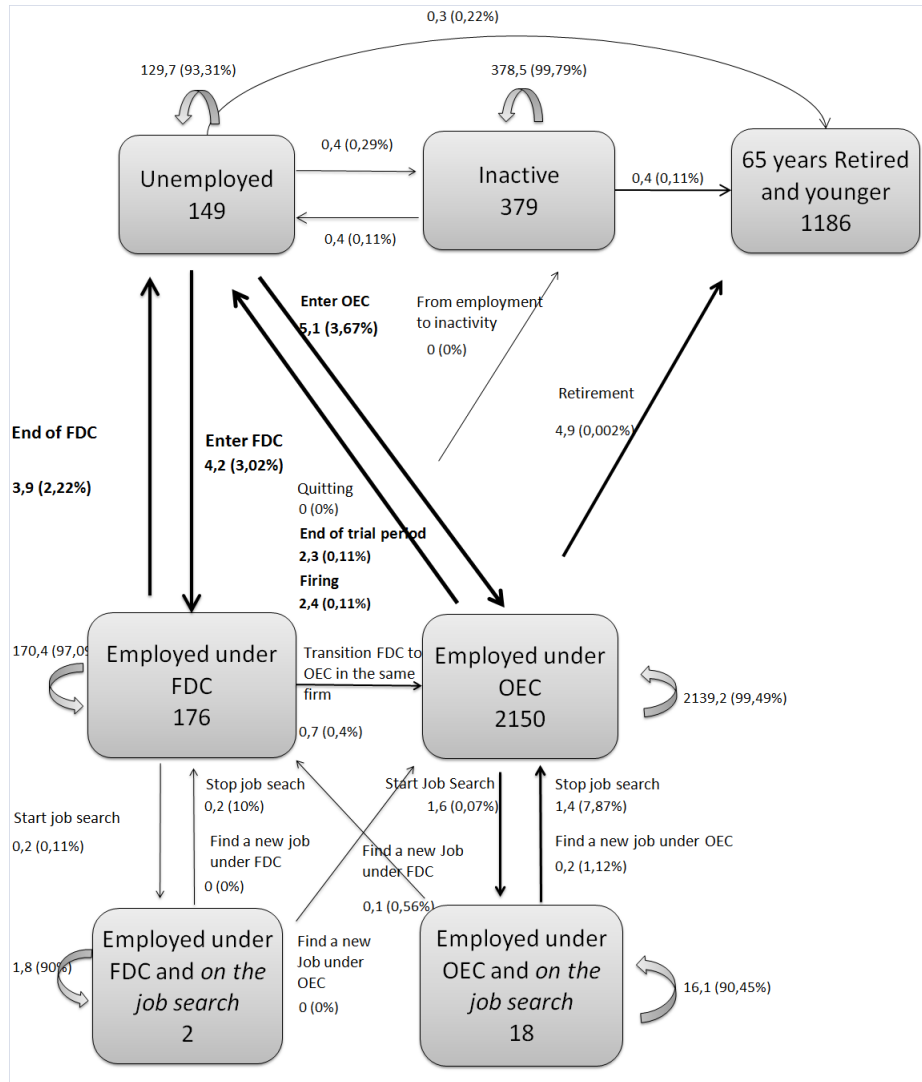 0,3 (0,22%)
129,7 (93,31%)
378,5 (99,79%)
Unemployed
149
0,4 (0,29%)
0,4 (0,11%)
Inactive
379
0,4 (0,11%)
65 years Retired
and younger
1186
Enter OEC
5,1 (3,67%)
From employment
to inactivity
0 (0%)
Retirement
4,9 (0,002%)
End of FDC
3,9 (2,22%)
Enter FDC
4,2 (3,02%)
Quitting
0 (0%)
End of trial period
2,3 (0,11%)
Firing
2,4 (0,11%)
170,4 (97,09
Employed under
FDC
176
Transition FDC to
OEC in the same
firm
0,7 (0,4%)
Employed under
OEC
2150
2139,2 (99,49%)
Start job search
0,2 (0,11%)
Stop job seach
0,2 (10%)
Find a new job
under FDC
0 (0%)
Start Job Search
1,6 (0,07%)
Find a new Job
under FDC
0,1 (0,56%)
Stop job search
1,4 (7,87%)
Find a new job under OEC
0,2 (1,12%)
1,8 (90%)
Employed under
FDC and on the
job search
2
Find a new
Job under
OEC
0 (0%)
Employed under
OEC and on the
job search
18
16,1 (90,45%)